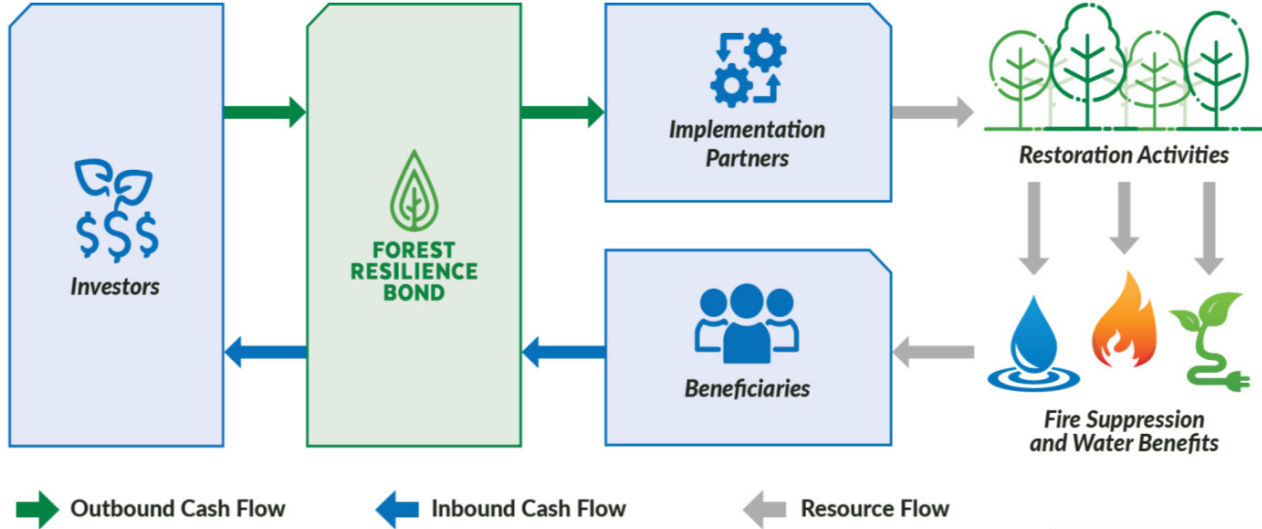 Investors
FOREST
RESILIENCE
BOND
Implementation
Partners
Restoration Activities
Beneficiaries
Fire Suppression
and Water Benefits
Outbound Cash Flow
Inbound Cash Flow
Resource Flow